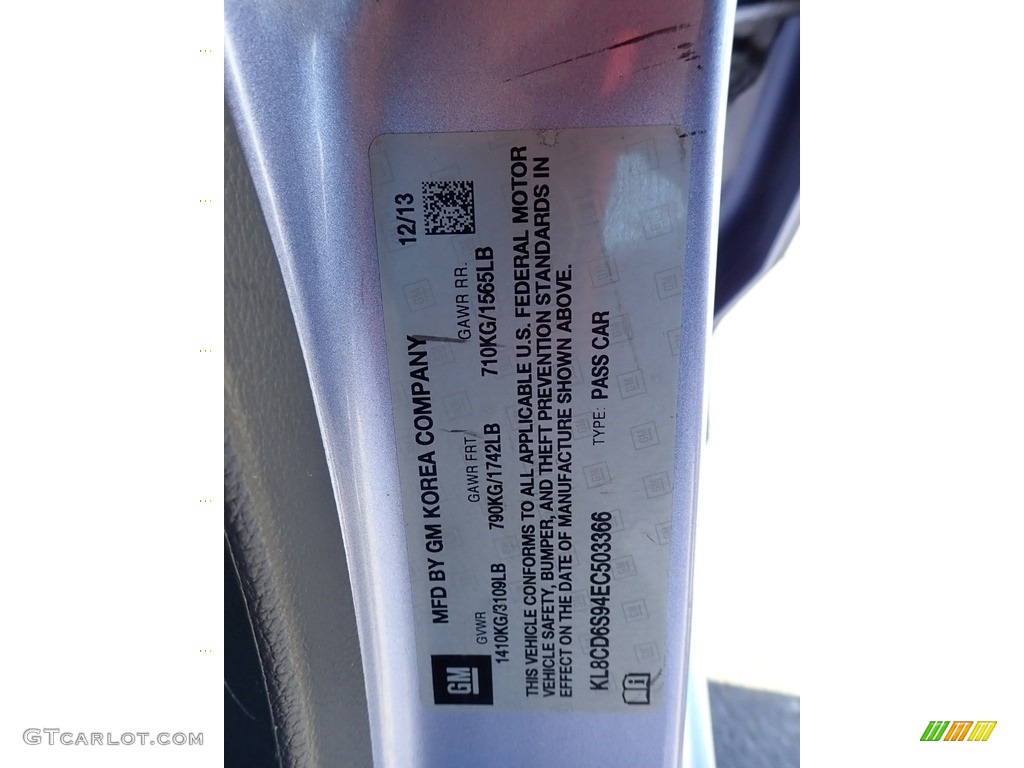 MFD BY GM KOREA COMPANY 12/13
GM
GVWR GAWR FRT GAWR RR.
1410KG/3109LB 790KG/1742LB 710KG/1565LB
THIS VEHICLE CONFORMS TO ALL APPLICABLE U.S. FEDERAL MOTOR
VEHICLE SAFETY, BUMPER, AND THEFT PREVENTION STANDARDS IN
EFFECT ON THE DATE OF MANUFACTURE SHOWN ABOVE.
KL8CD6S94EC503366 TYPE: PASS CAR
GTCarlot.com